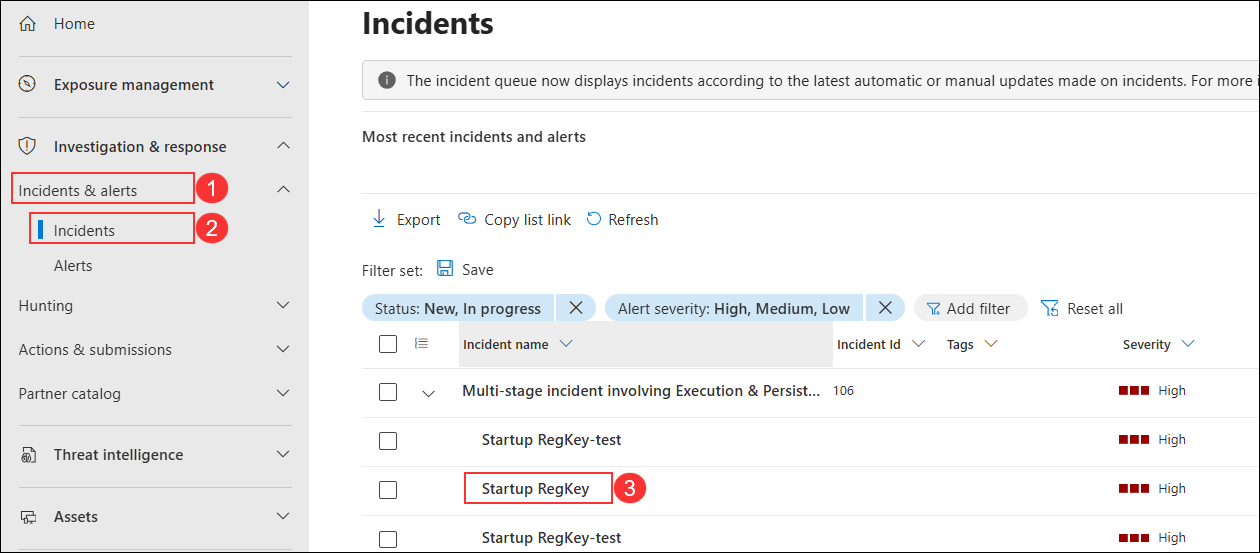 Home
Exposure management
Investigation & response
Incidents & alerts
1
Incidents
2
Alerts
Hunting
Actions & submissions
Partner catalog
Threat intelligence
Assets
Incidents
The incident queue now displays incidents according to the latest automatic or manual updates made on incidents. For more i
Most recent incidents and alerts
Export Copy list link Refresh
Filter set: Save
Status: New, In progress Alert severity: High, Medium, Low Add filter Reset all
Incident name Incident Id Tags Severity
Multi-stage incident involving Execution & Persist... 106 High
Startup RegKey-test High
Startup RegKey 3 High
Startup RegKey-test High